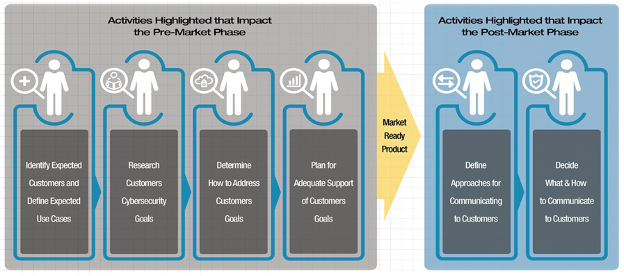 Activities Highlighted that Impact
the Pre-Market Phase
Identify Expected
Customers and
Define Expected
Use Cases
Research
Customers
Cybersecurity
Goals
Determine
How to Address
Customers
Goals
Plan for
Adequate Support
of Customers
Goals
Market
Ready
Product
Activities Highlighted that Impact
the Post-Market Phase
Define
Approaches for
Communicating
to Customers
Decide
What & How
to Communicate
to Customers